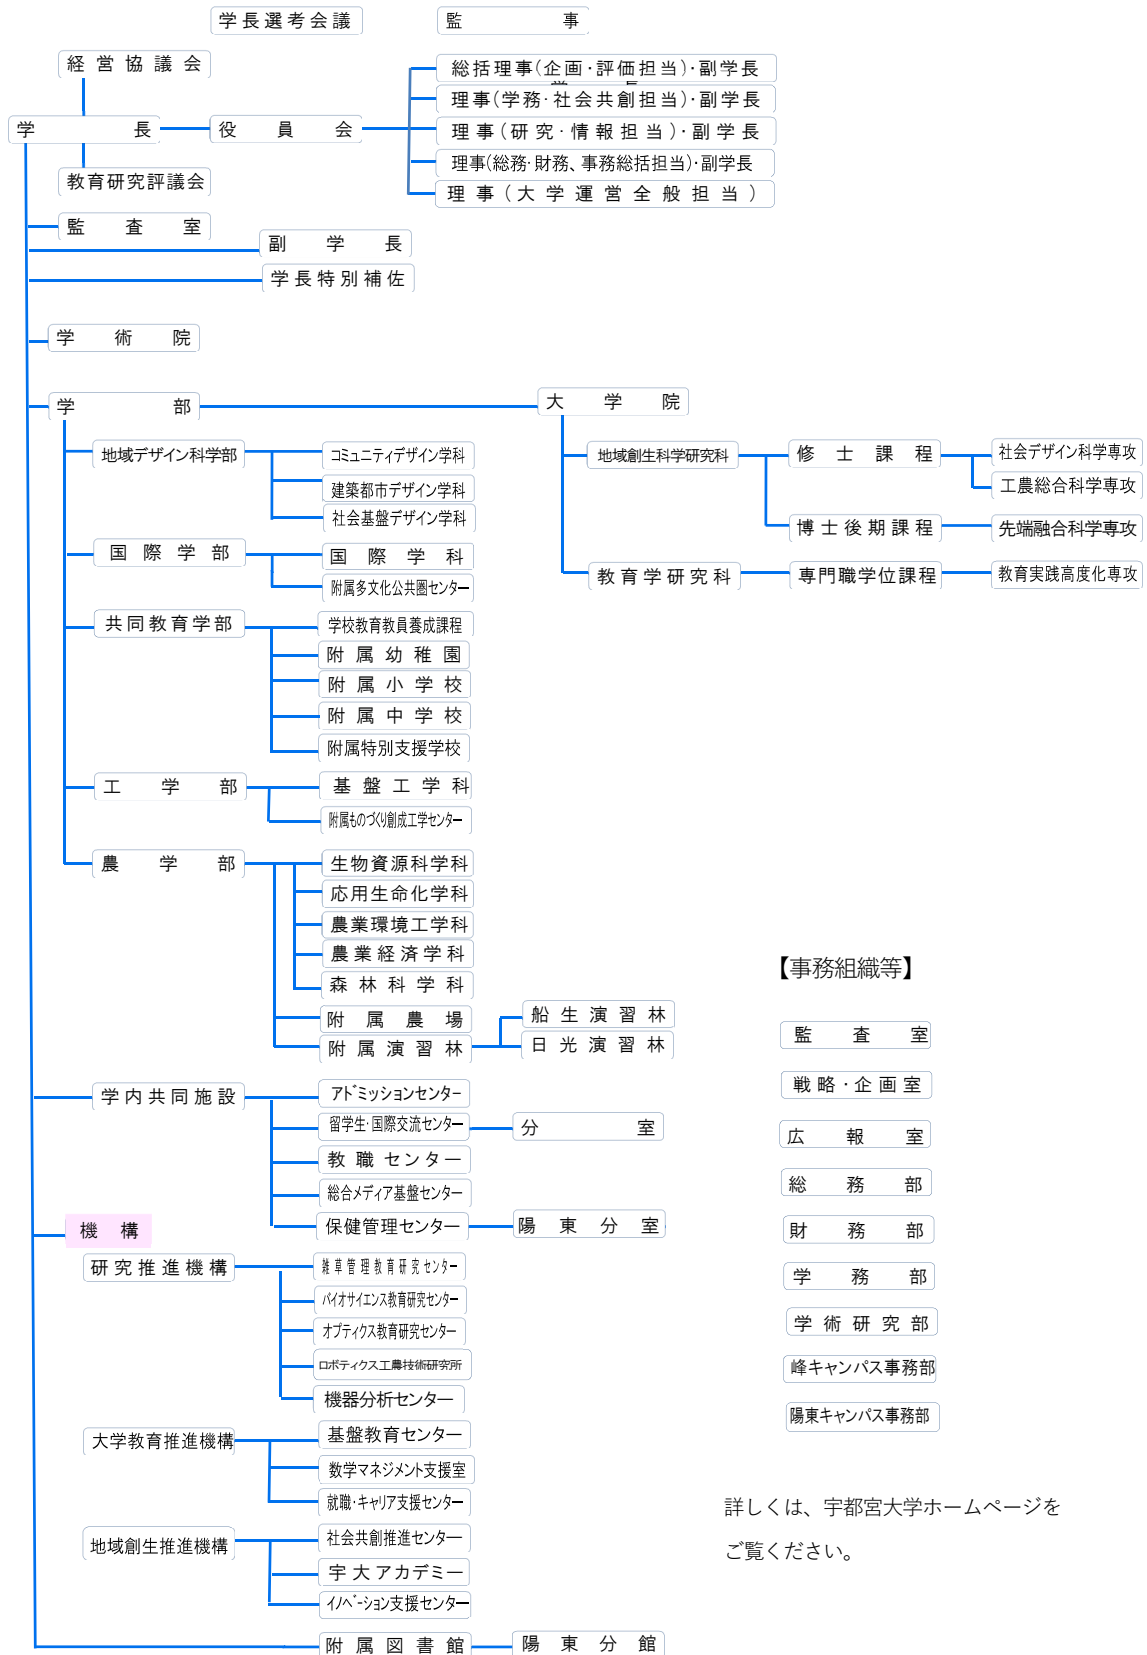 学長選考会議
監事
経営協議会
総括理事(企画・評価担当)・副学長
理事(学務・社会共創担当)・副学長
学長
役員会
理事(研究・情報担当)・副学長
理事(総務・財務、事務総括担当)・副学長
教育研究評議会
理事(大学運営全般担当)
監査室
副学長
学長特別補佐
学術院
学部
大学院
地域デザイン科学部
コミュニティデザイン学科
建築都市デザイン学科
社会基盤デザイン学科
地域創生科学研究科
修士課程
社会デザイン科学専攻
工農総合科学専攻
博士後期課程
先端融合科学専攻
教育学研究科
専門職学位課程
教育実践高度化専攻
国際学部
国際学科
附属多文化公共圏センター
共同教育学部
学校教育教員養成課程
附属幼稚園
附属小学校
附属中学校
附属特別支援学校
工学部
基盤工学科
附属ものづくり創成工学センター
農学部
生物資源科学科
応用生命化学科
農業環境工学科
農業経済学科
森林科学科
附属農場
附属演習林
船生演習林
日光演習林
学内共同施設
アドミッションセンター
留学生・国際交流センター
分室
教職センター
総合メディア基盤センター
保健管理センター
陽東分室
機構
研究推進機構
雑草管理教育研究センター
バイオサイエンス教育研究センター
オプティクス教育研究センター
ロボティクス工農技術研究所
機器分析センター
大学教育推進機構
基盤教育センター
数学マネジメント支援室
就職・キャリア支援センター
地域創生推進機構
社会共創推進センター
宇大アカデミー
イノベーション支援センター
附属図書館
陽東分館
【事務組織等】
監査室
戦略・企画室
広報室
総務部
財務部
学務部
学術研究部
峰キャンパス事務部
陽東キャンパス事務部
詳しくは、宇都宮大学ホームページを
ご覧ください。